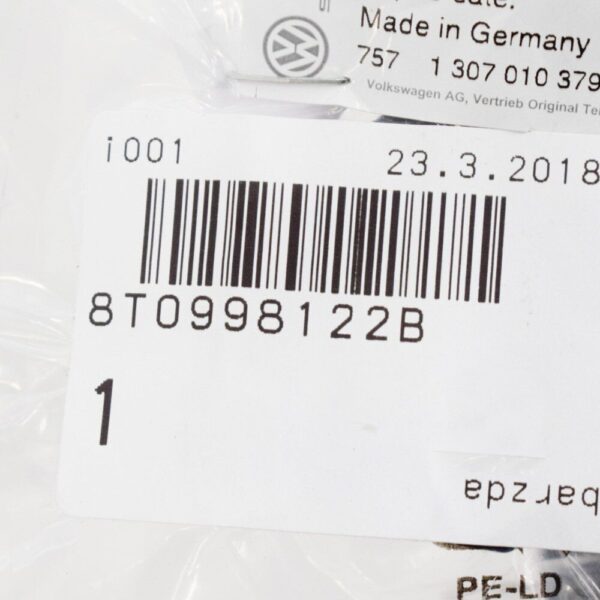 Made in Germany
757 1 307 010 379
Volkswagen AG, Vertrieb Original
i001 23.3.2018
8T0998122B
1
barzda
PE-LD